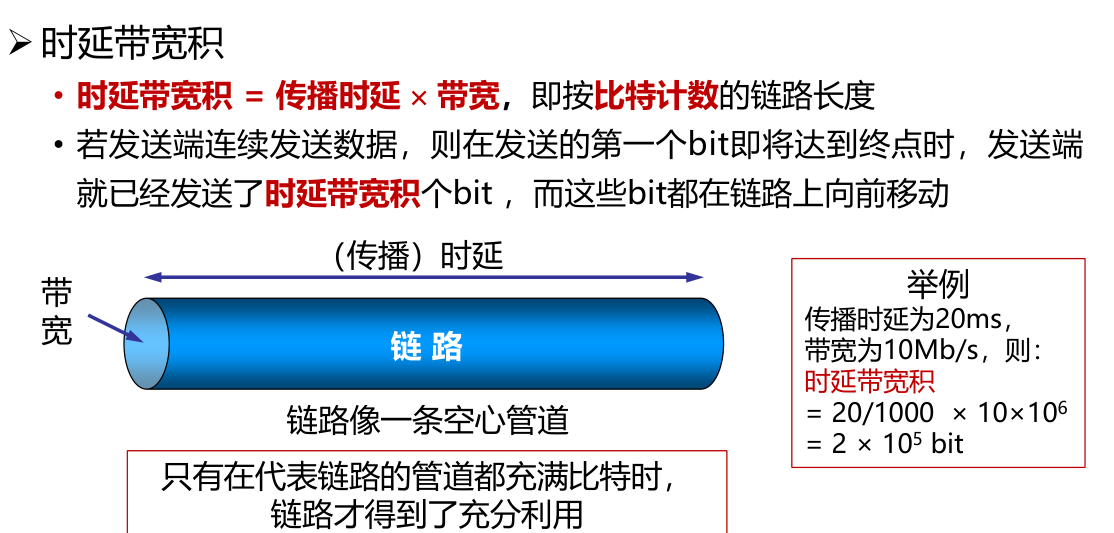 ➢ 时延带宽积
• 时延带宽积 = 传播时延 × 带宽，即按比特计数的链路长度
• 若发送端连续发送数据，则在发送的第一个bit即将达到终点时，发送端
就已经发送了时延带宽积个bit ，而这些bit都在链路上向前移动
（传播）时延
带
宽
链 路
链路像一条空心管道
只有在代表链路的管道都充满比特时，
链路才得到了充分利用
举例
传播时延为20ms，
带宽为10Mb/s，则：
时延带宽积
= 20/1000 × 10×10⁶
= 2 × 10⁵ bit